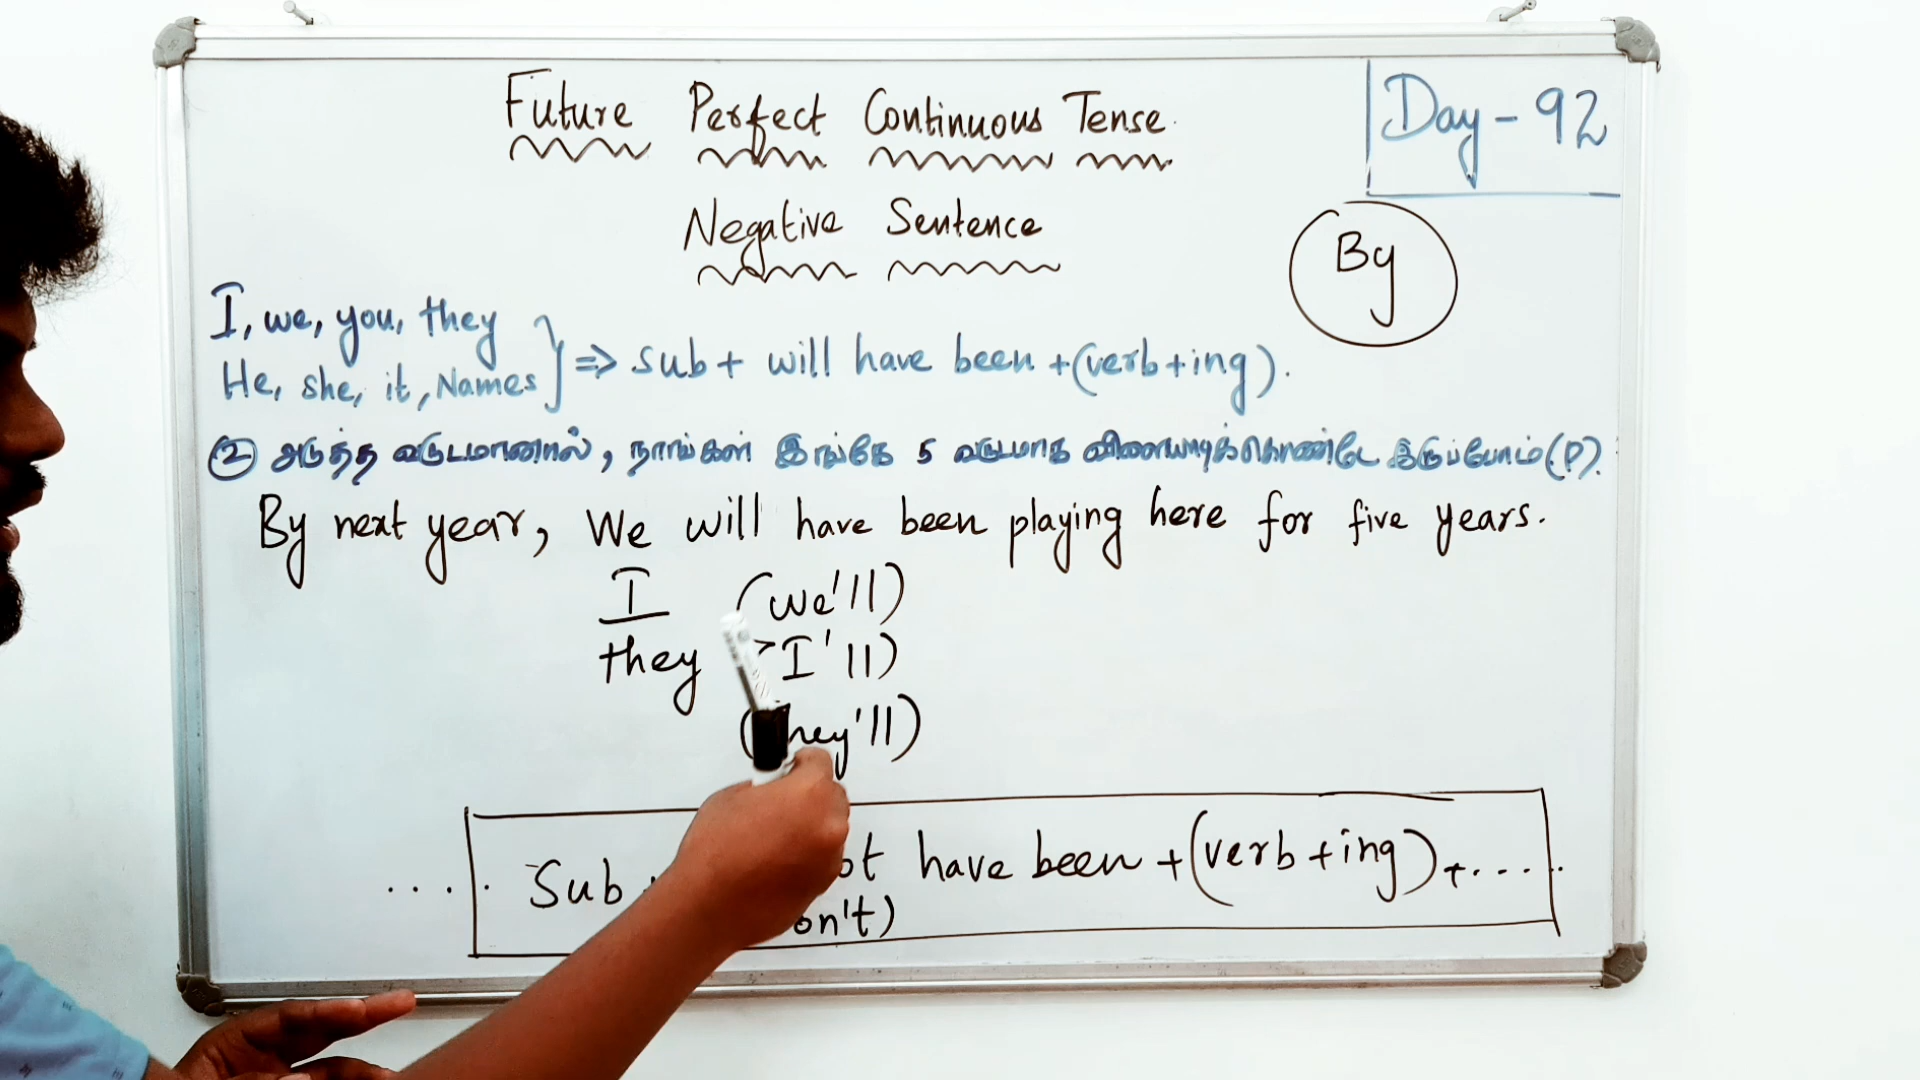 Future Perfect Continuous Tense.
Day - 92
Negative Sentence
By
I, we, you, they
He, she, it, Names
} => Sub + will have been + (verb+ing).
② அடுத்த வருடமானால், நாங்கள் இங்கே 5 வருடமாக விளையாடிக்கொண்டே இருப்போம் (P).
By next year, We will have been playing here for five years.
I (we'll)
they I'll)
hey'll)
.... Sub + ot have been + (verb + ing) + .....
on't)